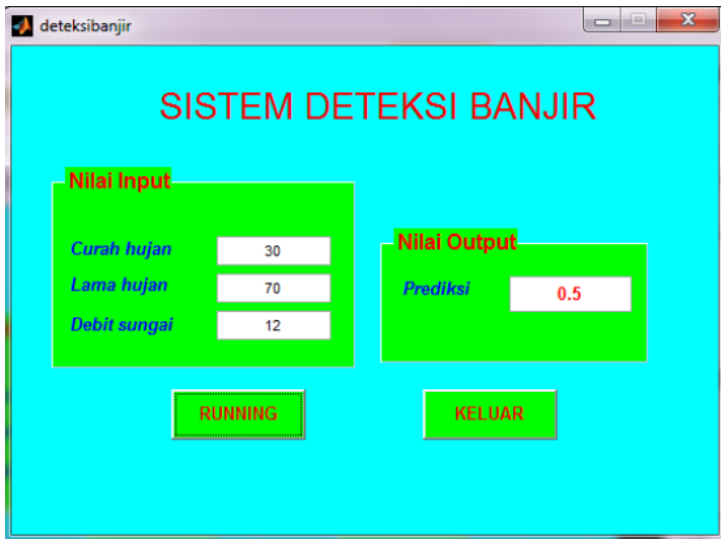 deteksibanjir
SISTEM DETEKSI BANJIR
Nilai Input
Curah hujan 30
Lama hujan 70
Debit sungai 12
Nilai Output
Prediksi 0.5
RUNNING KELUAR